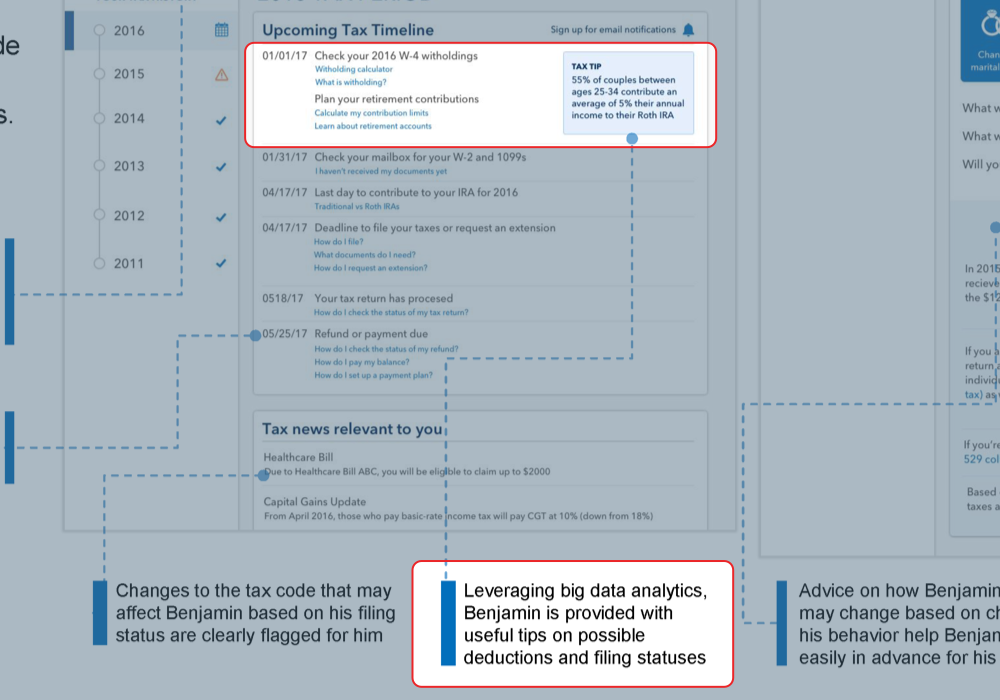 2016
2015
2014
2013
2012
2011
Upcoming Tax Timeline
Sign up for email notifications
01/01/17 Check your 2016 W-4 witholdings
Witholding calculator
What is witholding?
Plan your retirement contributions
Calculate my contribution limits
Learn about retirement accounts
TAX TIP
55% of couples between
ages 25-34 contribute an
average of 5% their annual
income to their Roth IRA
01/31/17 Check your mailbox for your W-2 and 1099s
I haven't received my documents yet
04/17/17 Last day to contribute to your IRA for 2016
Traditional vs Roth IRAs
04/17/17 Deadline to file your taxes or request an extension
How do I file?
What documents do I need?
How do I request an extension?
0518/17 Your tax return has procesed
How do I check the status of my tax return?
05/25/17 Refund or payment due
How do I check the status of my refund?
How do I pay my balance?
How do I set up a payment plan?
Tax news relevant to you
Healthcare Bill
Due to Healthcare Bill ABC, you will be eligible to claim up to $2000
Capital Gains Update
From April 2016, those who pay basic-rate income tax will pay CGT at 10% (down from 18%)
What
What
Will yo
In 2015
recieve
the
If you
return
individ
tax) as
If you're
529 col
Based
taxes a
Changes to the tax code that may
affect Benjamin based on his filing
status are clearly flagged for him
Leveraging big data analytics,
Benjamin is provided with
useful tips on possible
deductions and filing statuses
Advice on how Benjamin
may change based on ch
his behavior help Benjam
easily in advance for his